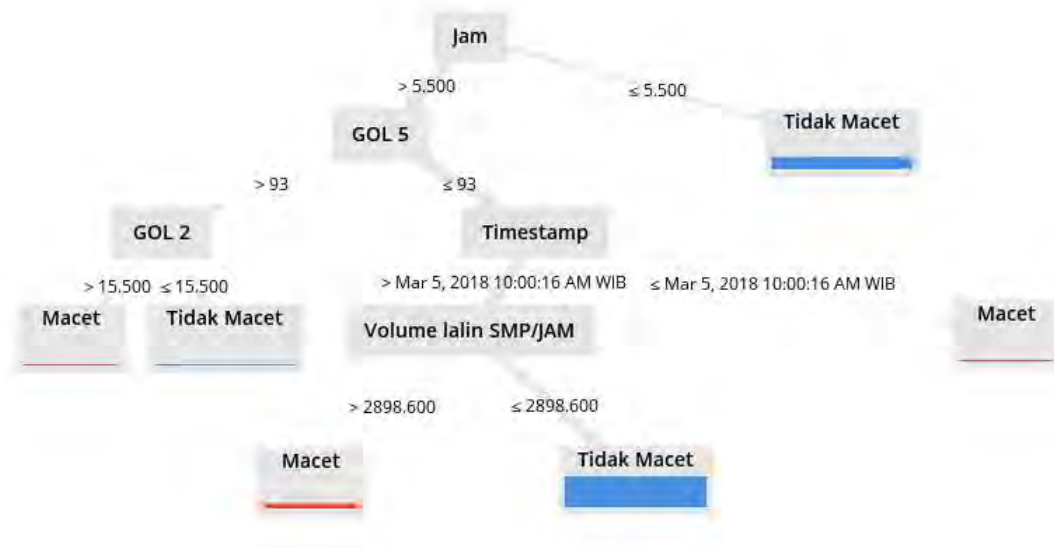 Jam
> 5.500
≤ 5.500
Tidak Macet
GOL 5
> 93
≤ 93
GOL 2
Timestamp
> 15.500
≤ 15.500
> Mar 5, 2018 10:00:16 AM WIB
≤ Mar 5, 2018 10:00:16 AM WIB
Macet
Tidak Macet
Volume lalin SMP/JAM
Macet
> 2898.600
≤ 2898.600
Macet
Tidak Macet